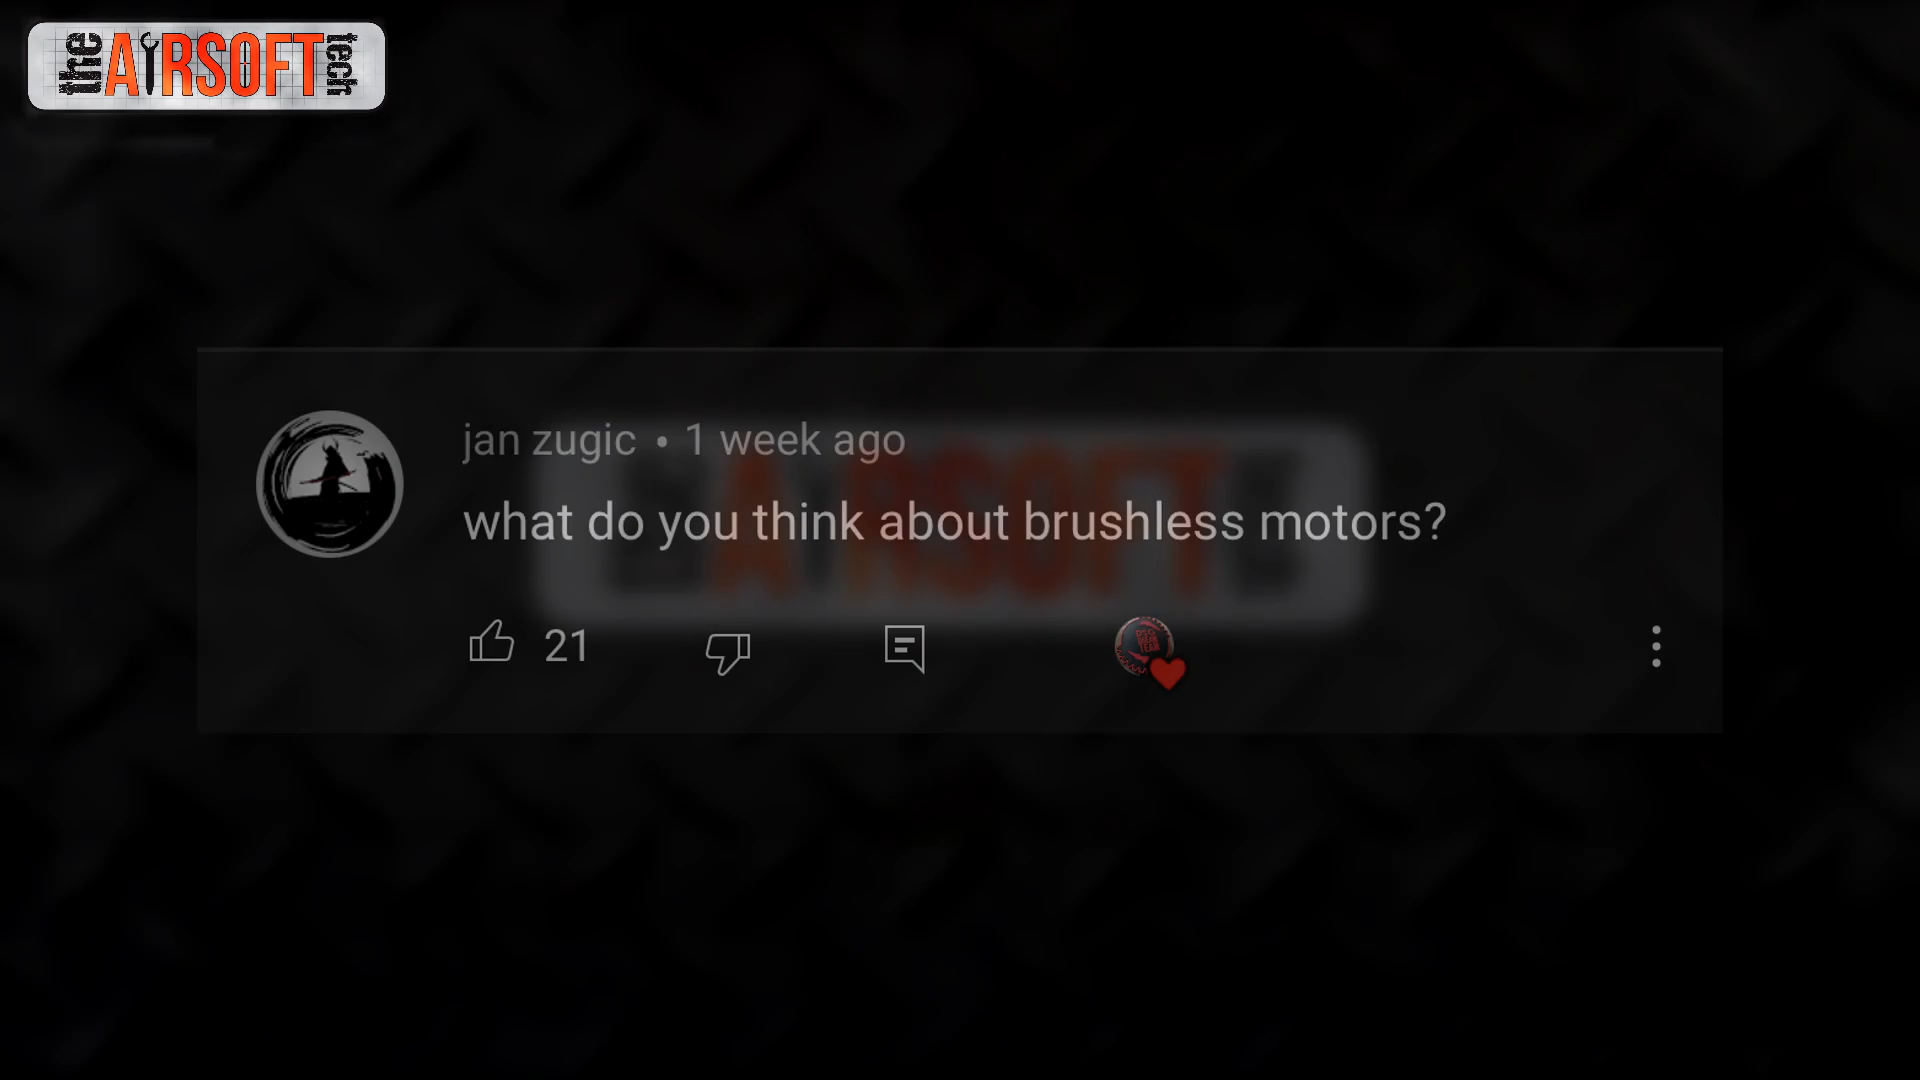 the AIRSOFT tech
jan zugic • 1 week ago
what do you think about brushless motors?
21